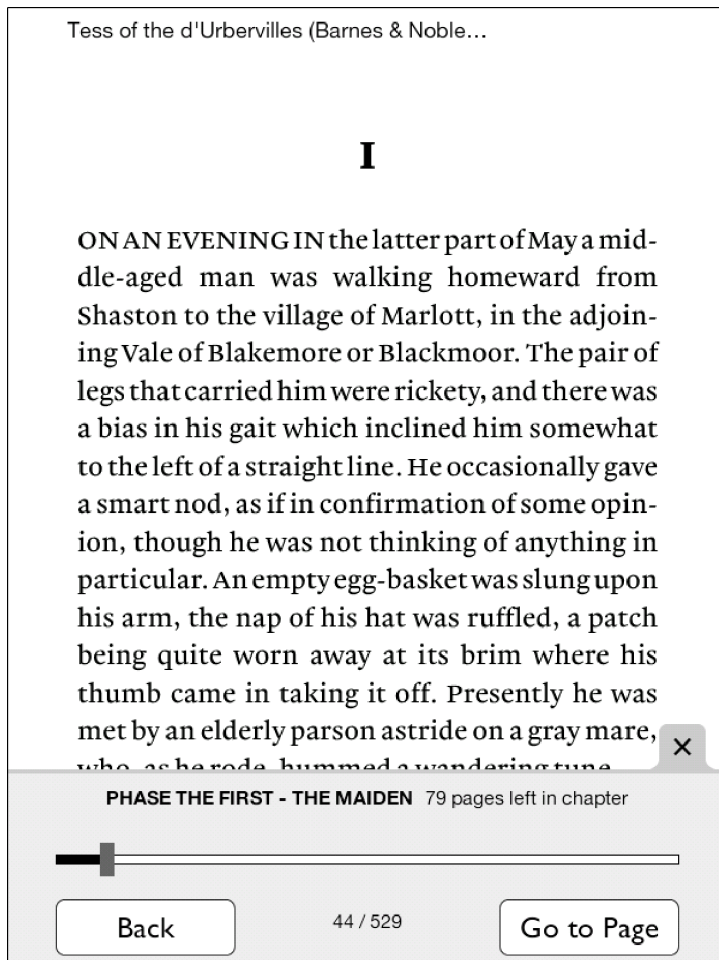 Tess of the d'Urbervilles (Barnes & Noble...
I
ON AN EVENING IN the latter part of May a mid-
dle-aged man was walking homeward from
Shaston to the village of Marlott, in the adjoin-
ing Vale of Blakemore or Blackmoor. The pair of
legs that carried him were rickety, and there was
a bias in his gait which inclined him somewhat
to the left of a straight line. He occasionally gave
a smart nod, as if in confirmation of some opin-
ion, though he was not thinking of anything in
particular. An empty egg-basket was slung upon
his arm, the nap of his hat was ruffled, a patch
being quite worn away at its brim where his
thumb came in taking it off. Presently he was
met by an elderly parson astride on a gray mare,
who, as he rode, hummed a wandering tune.
PHASE THE FIRST - THE MAIDEN 79 pages left in chapter
Back 44 / 529 Go to Page